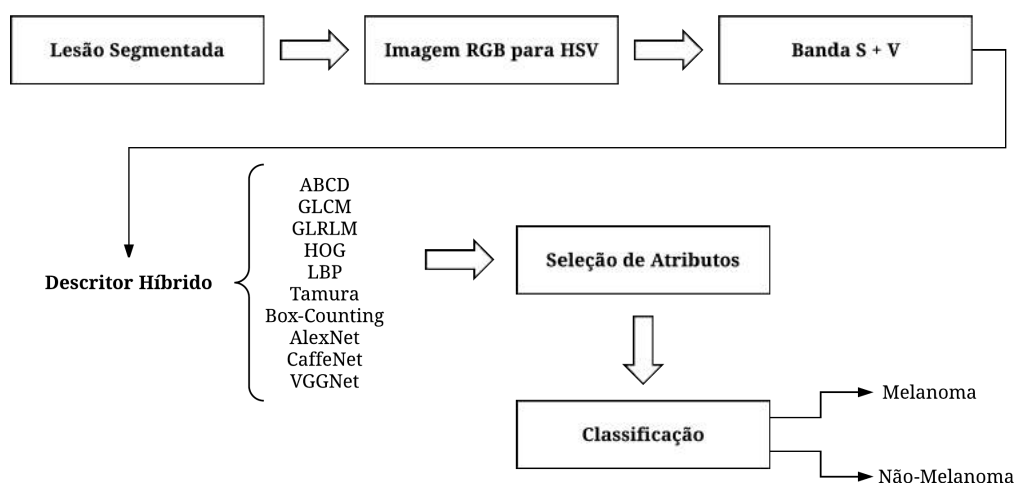 Lesão Segmentada
Imagem RGB para HSV
Banda S + V
Descritor Híbrido
ABCD
GLCM
GLRLM
HOG
LBP
Tamura
Box-Counting
AlexNet
CaffeNet
VGGNet
Seleção de Atributos
Classificação
Melanoma
Não-Melanoma